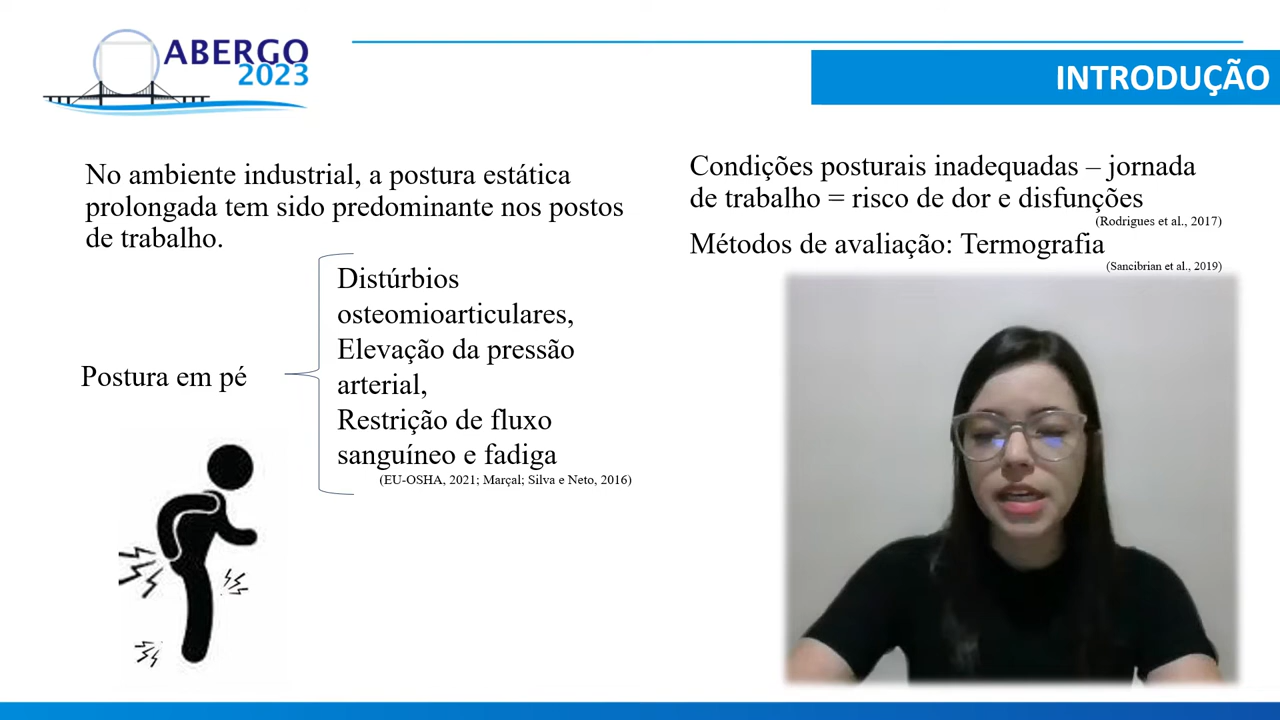 ABERGO
2023
INTRODUÇÃO
No ambiente industrial, a postura estática
prolongada tem sido predominante nos postos
de trabalho.
Postura em pé
Distúrbios
osteomioarticulares,
Elevação da pressão
arterial,
Restrição de fluxo
sanguíneo e fadiga
(EU-OSHA, 2021; Marçal; Silva e Neto, 2016)
Condições posturais inadequadas – jornada
de trabalho = risco de dor e disfunções
(Rodrigues et al., 2017)
Métodos de avaliação: Termografia
(Sancibrian et al., 2019)